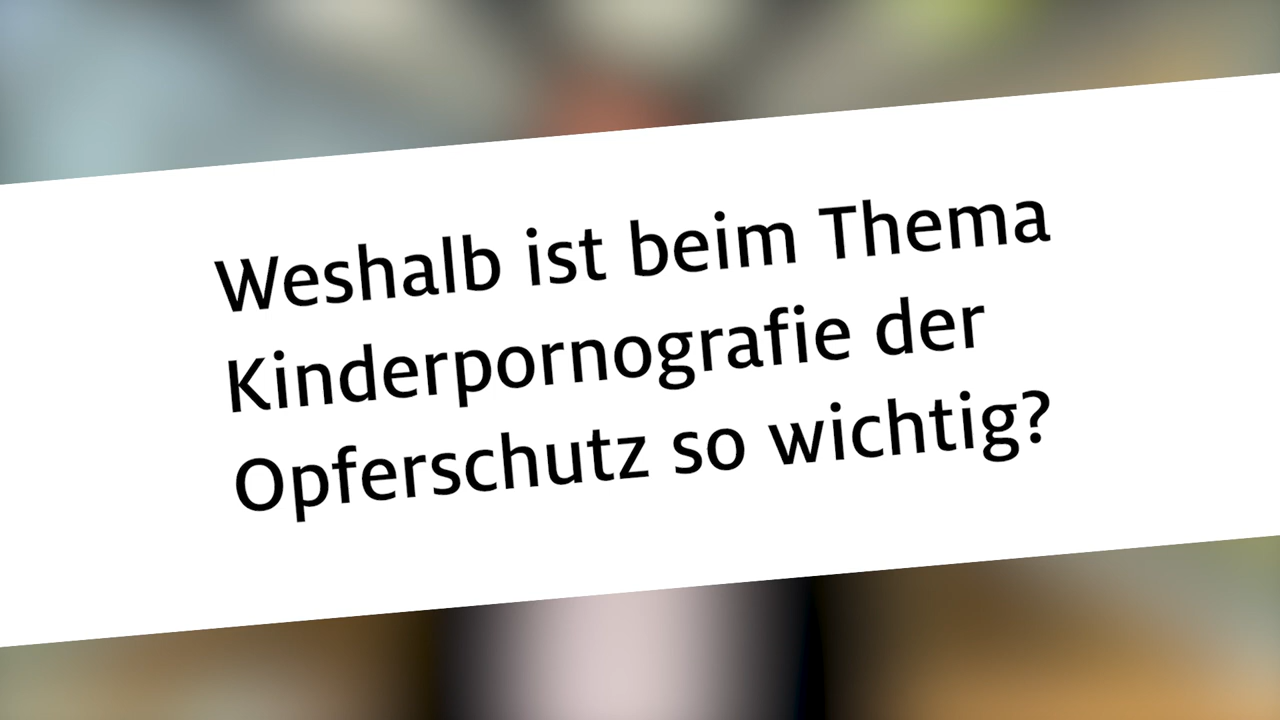 Weshalb ist beim Thema
Kinderpornografie der
Opferschutz so wichtig?